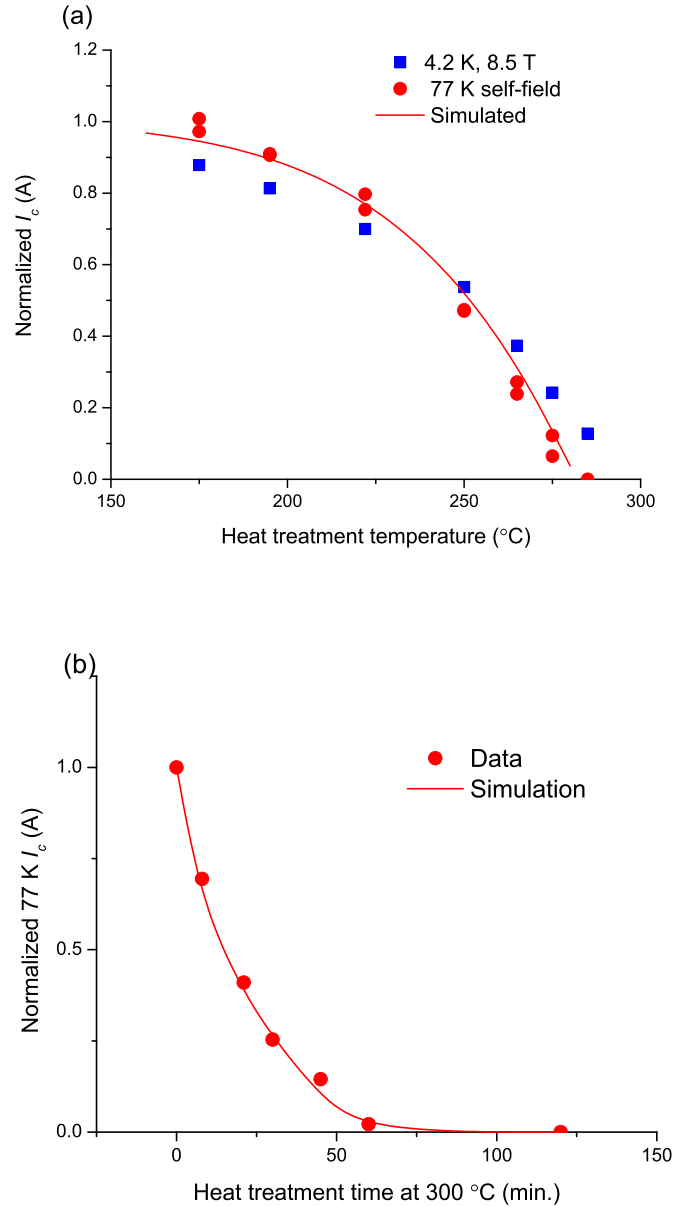 (a)
1.2
1.0
0.8
0.6
0.4
0.2
0.0
Normalized I_c (A)
4.2 K, 8.5 T
77 K self-field
Simulated
150
200
250
300
Heat treatment temperature (°C)
(b)
1.0
0.5
0.0
Normalized 77 K I_c (A)
Data
Simulation
0
50
100
150
Heat treatment time at 300 °C (min.)